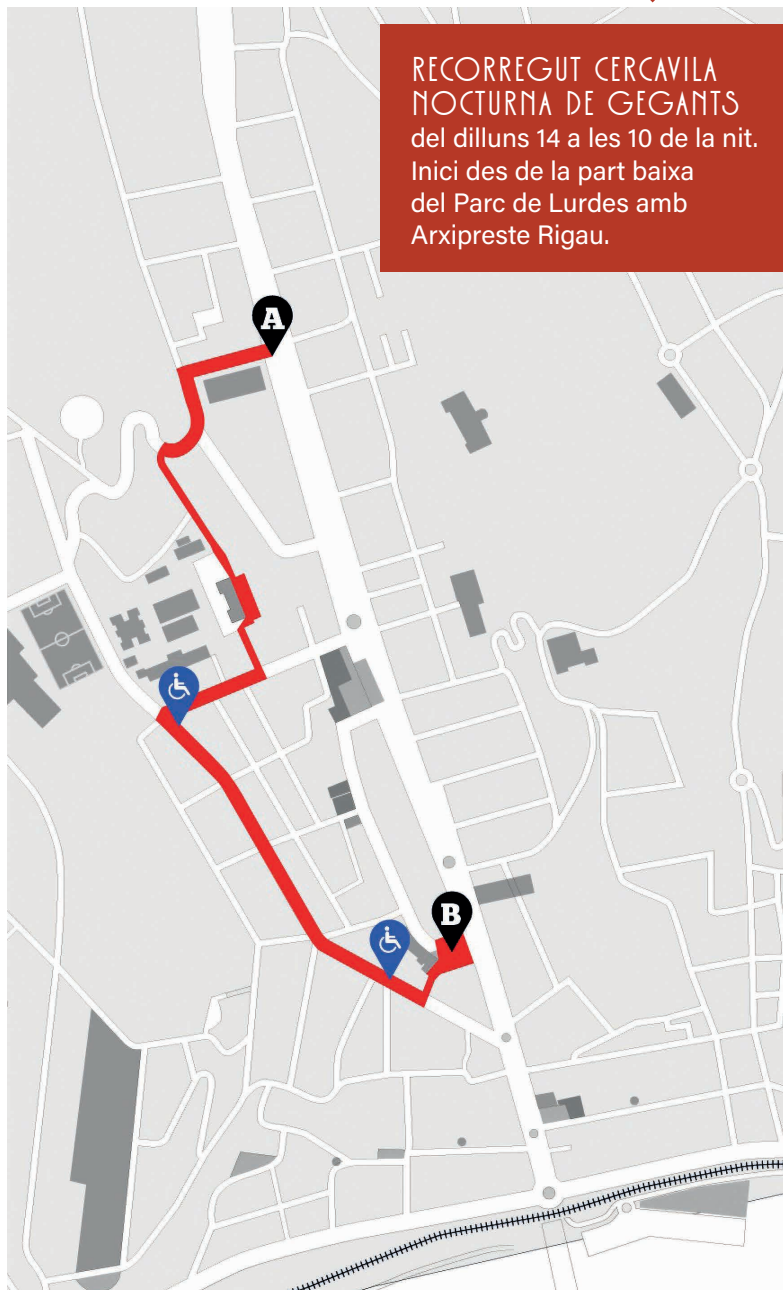 RECORREGUT CERCAVILA
NOCTURNA DE GEGANTS
del dilluns 14 a les 10 de la nit.
Inici des de la part baixa
del Parc de Lurdes amb
Arxipreste Rigau.
A
B